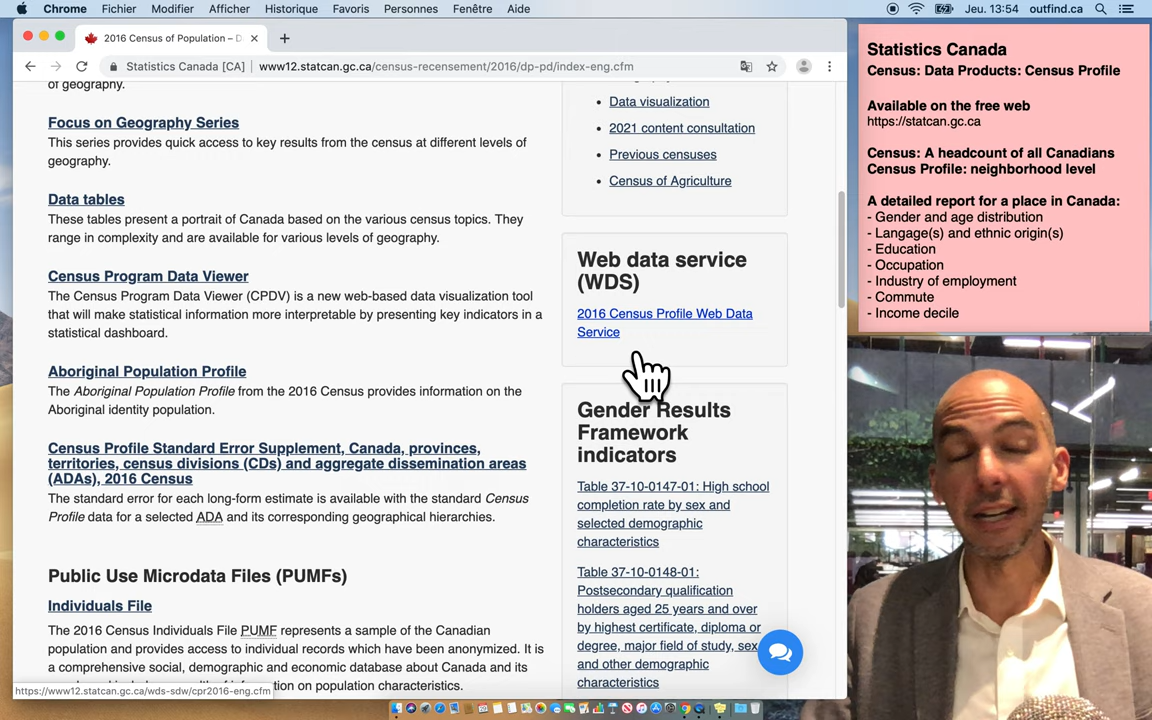 Chrome Fichier Modifier Afficher Historique Favoris Personnes Fenêtre Aide Jeu. 13:54 outfind.ca
2016 Census of Population – D
Statistics Canada [CA] www12.statcan.gc.ca/census-recensement/2016/dp-pd/index-eng.cfm
of geography.
Focus on Geography Series
This series provides quick access to key results from the census at different levels of
geography.
Data tables
These tables present a portrait of Canada based on the various census topics. They
range in complexity and are available for various levels of geography.
Census Program Data Viewer
The Census Program Data Viewer (CPDV) is a new web-based data visualization tool
that will make statistical information more interpretable by presenting key indicators in a
statistical dashboard.
Aboriginal Population Profile
The Aboriginal Population Profile from the 2016 Census provides information on the
Aboriginal identity population.
Census Profile Standard Error Supplement, Canada, provinces,
territories, census divisions (CDs) and aggregate dissemination areas
(ADAs), 2016 Census
The standard error for each long-form estimate is available with the standard Census
Profile data for a selected ADA and its corresponding geographical hierarchies.
Public Use Microdata Files (PUMFs)
Individuals File
The 2016 Census Individuals File PUMF represents a sample of the Canadian
population and provides access to individual records which have been anonymized. It is
a comprehensive social, demographic and economic database about Canada and its
on population characteristics.
https://www12.statcan.gc.ca/wds-sdw/cpr2016-eng.cfm
Data visualization
2021 content consultation
Previous censuses
Census of Agriculture
Web data service
(WDS)
2016 Census Profile Web Data
Service
Gender Results
Framework
indicators
Table 37-10-0147-01: High school
completion rate by sex and
selected demographic
characteristics
Table 37-10-0148-01:
Postsecondary qualification
holders aged 25 years and over
by highest certificate, diploma or
degree, major field of study, sex
and other demographic
characteristics
Statistics Canada
Census: Data Products: Census Profile
Available on the free web
https://statcan.gc.ca
Census: A headcount of all Canadians
Census Profile: neighborhood level
A detailed report for a place in Canada:
- Gender and age distribution
- Langage(s) and ethnic origin(s)
- Education
- Occupation
- Industry of employment
- Commute
- Income decile